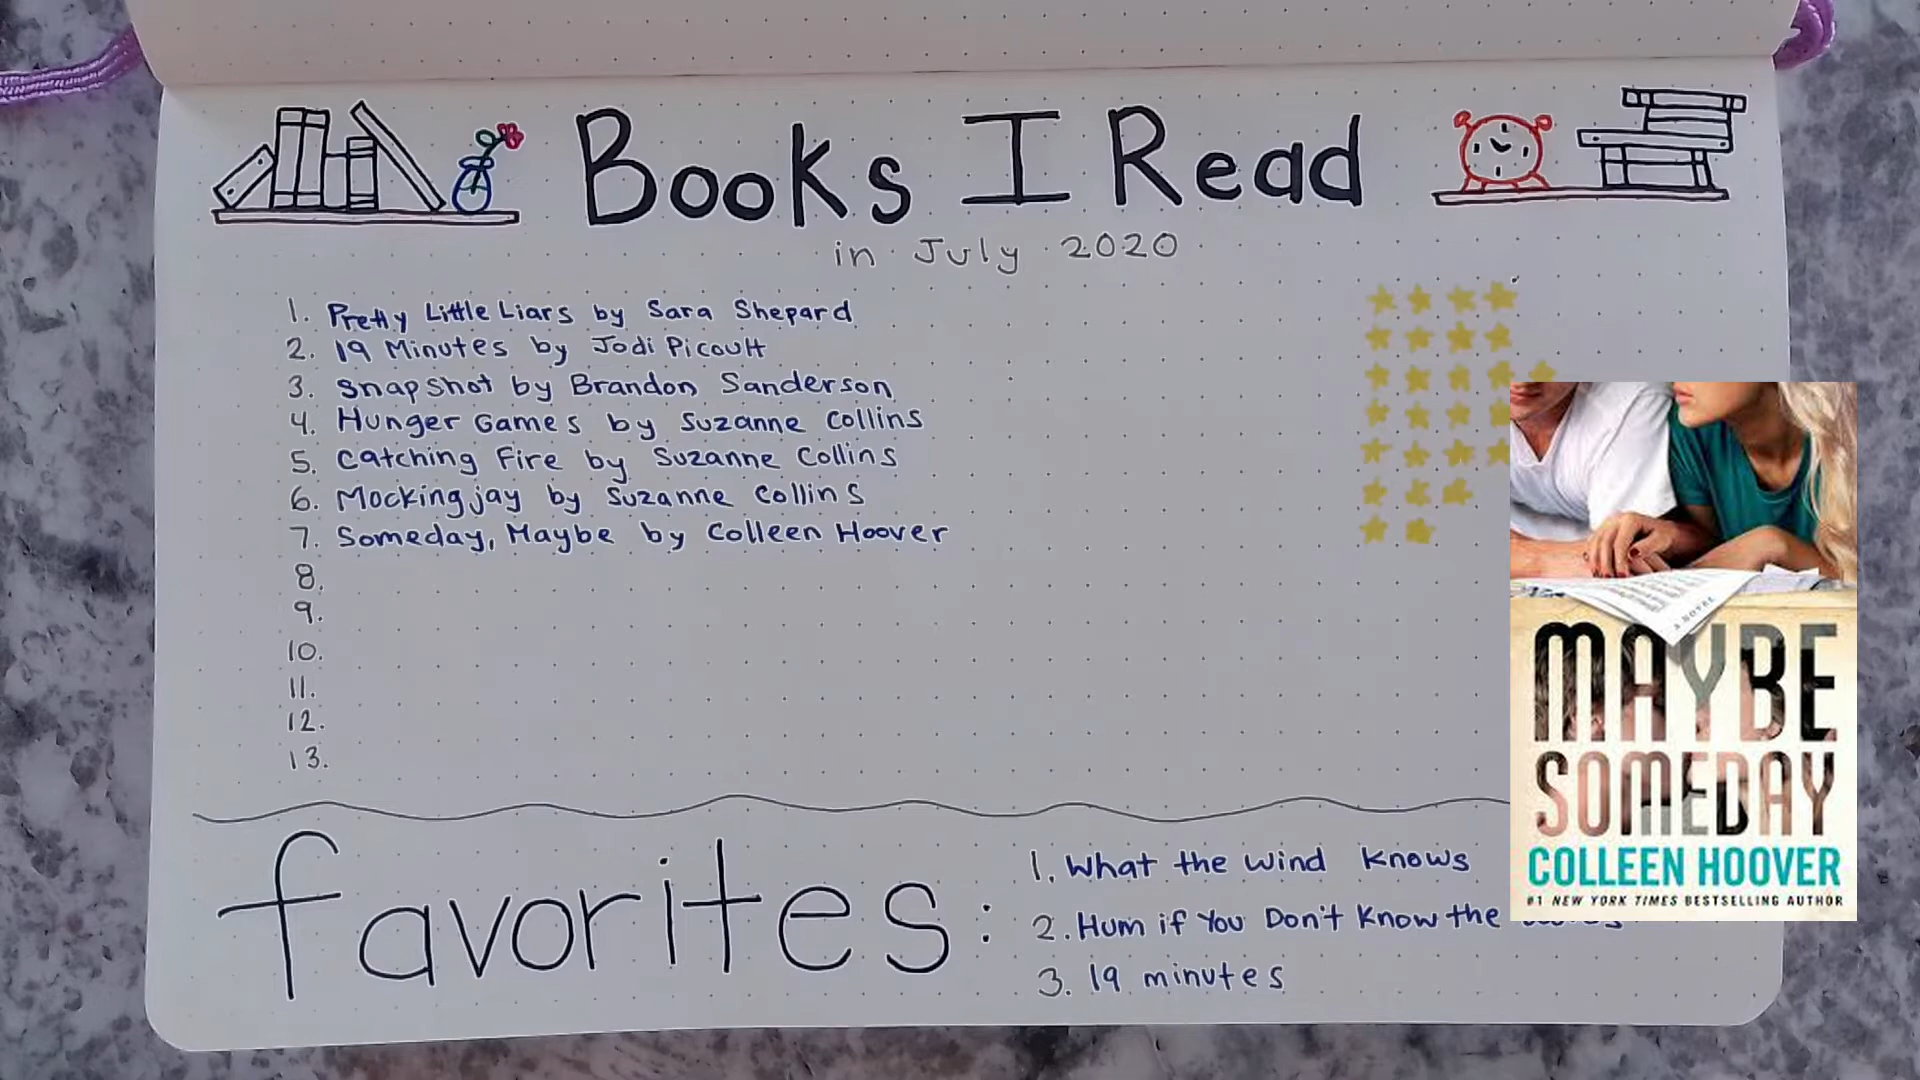 Books I Read
in July 2020
1. Pretty Little Liars by Sara Shepard
2. 19 Minutes by Jodi Picoult
3. Snapshot by Brandon Sanderson
4. Hunger Games by Suzanne Collins
5. Catching Fire by Suzanne Collins
6. Mockingjay by Suzanne Collins
7. Someday, Maybe by Colleen Hoover
8.
9.
10.
11.
12.
13.
favorites:
1. What the Wind Knows
2. Hum if You Don't Know the
3. 19 minutes
A NOVEL
MAYBE
SOMEDAY
COLLEEN HOOVER
#1 NEW YORK TIMES BESTSELLING AUTHOR